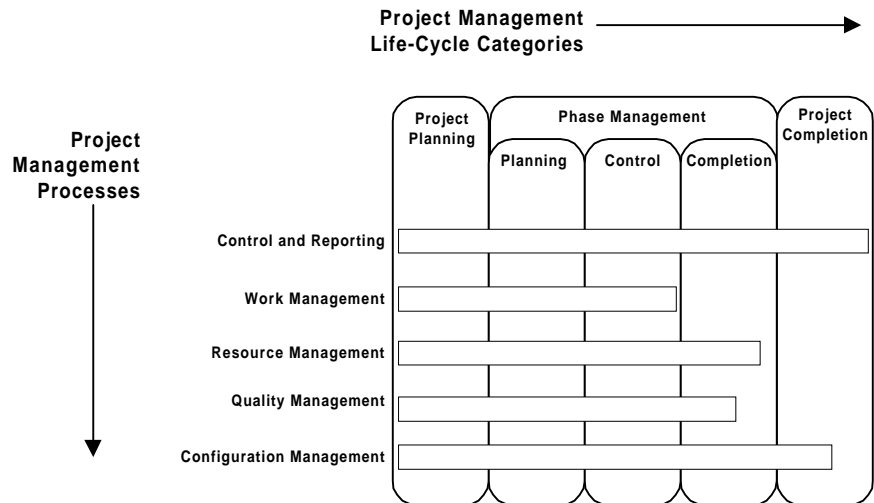 Project Management
Life-Cycle Categories
Project
Management
Processes
Project
Planning
Phase Management
Project
Completion
Planning
Control
Completion
Control and Reporting
Work Management
Resource Management
Quality Management
Configuration Management